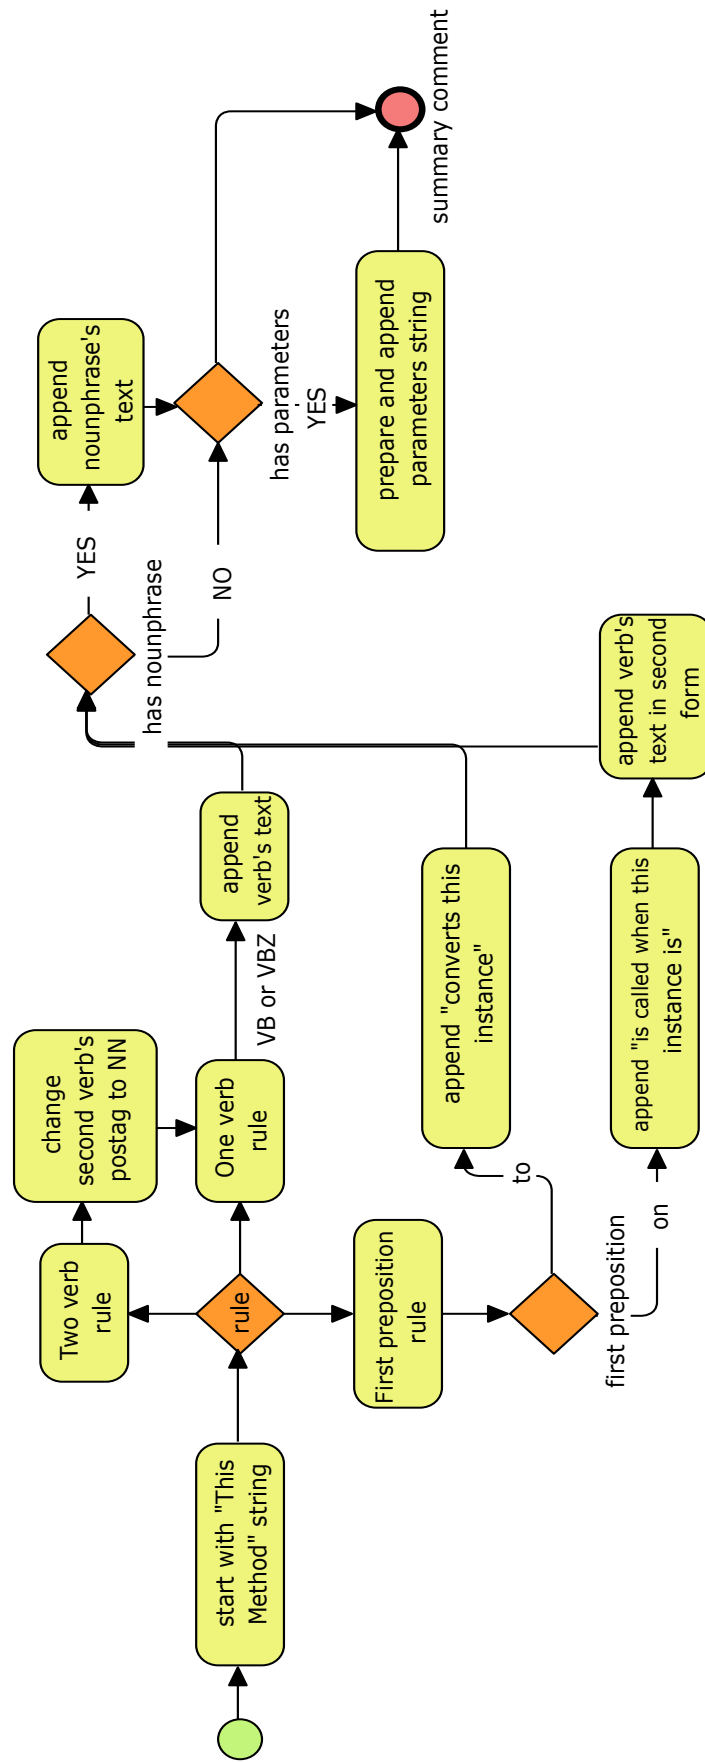 start with "This
Method" string
rule
Two verb
rule
change
second verb's
postag to NN
One verb
rule
VB or VBZ
append
verb's text
First preposition
rule
first preposition
to
on
append "converts this
instance"
append "is called when this
instance is"
append verb's
text in second
form
has nounphrase
YES
NO
append
nounphrase's
text
has parameters
YES
prepare and append
parameters string
summary comment